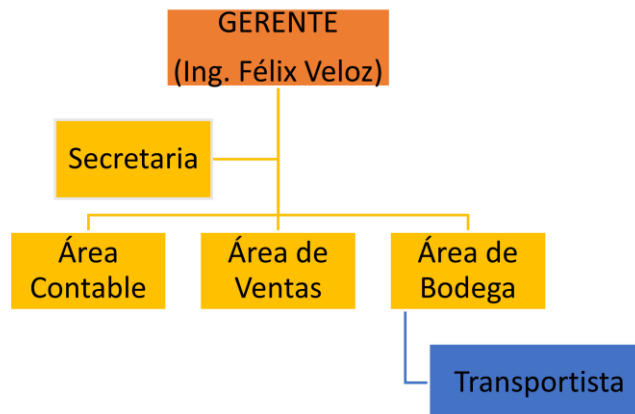 GERENTE
(Ing. Félix Veloz)
Secretaria
Área
Contable
Área de
Ventas
Área de
Bodega
Transportista